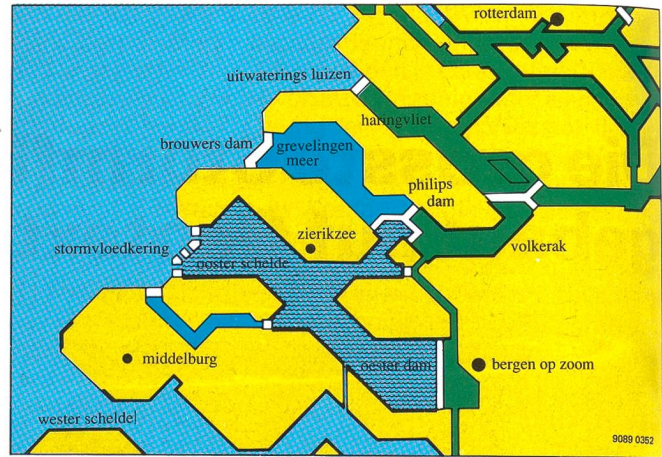 rotterdam
uitwaterings luizen
haringvliet
brouwers dam
grevelingen
meer
philips
dam
zierikzee
volkerak
stormvloedkering
ooster schelde
middelburg
oester dam
bergen op zoom
wester schelde
9089 0352